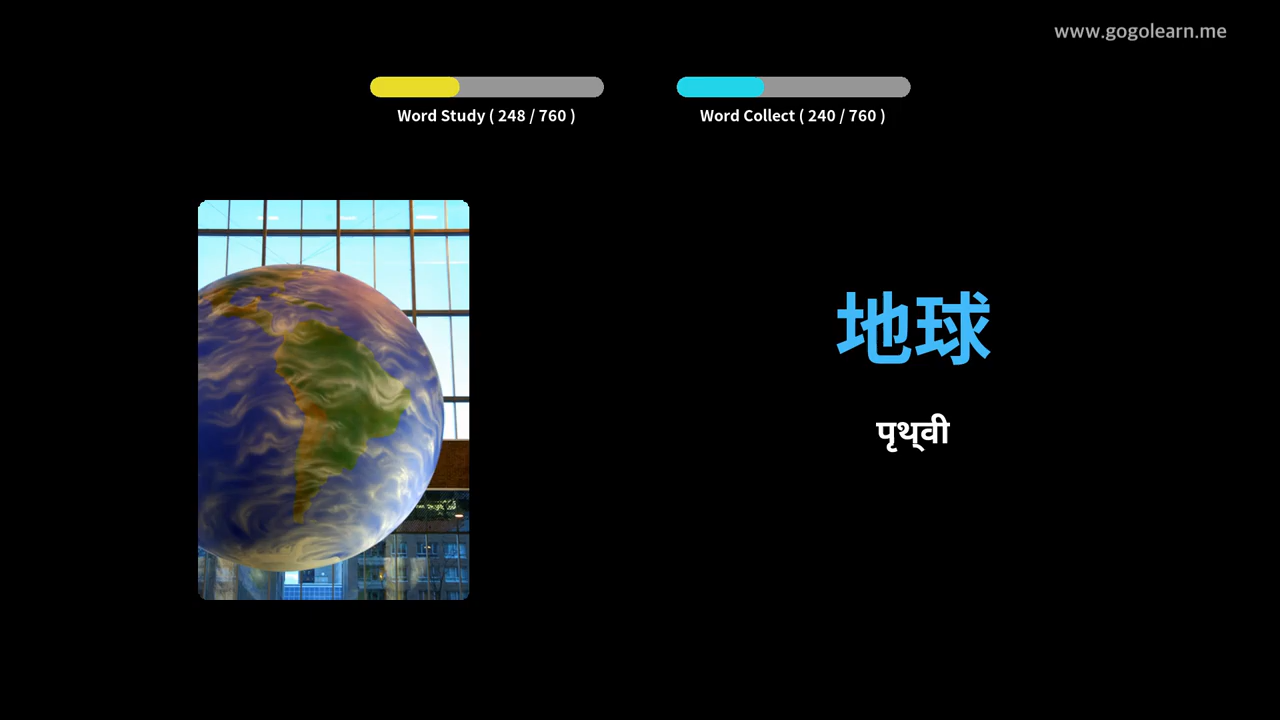 www.gogolearn.me
Word Study ( 248 / 760 )
Word Collect ( 240 / 760 )
地球
पृथ्वी